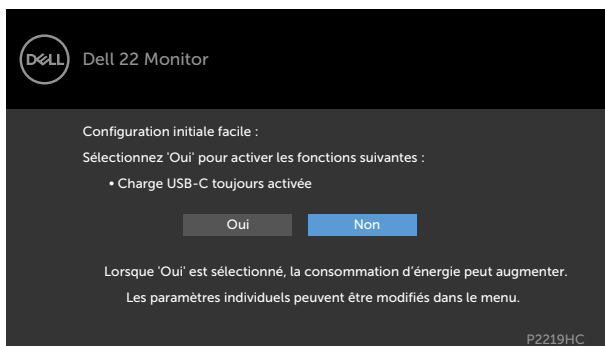 DELL
Dell 22 Monitor
Configuration initiale facile :
Sélectionnez 'Oui' pour activer les fonctions suivantes :
• Charge USB-C toujours activée
Oui
Non
Lorsque 'Oui' est sélectionné, la consommation d’énergie peut augmenter.
Les paramètres individuels peuvent être modifiés dans le menu.
P2219HC